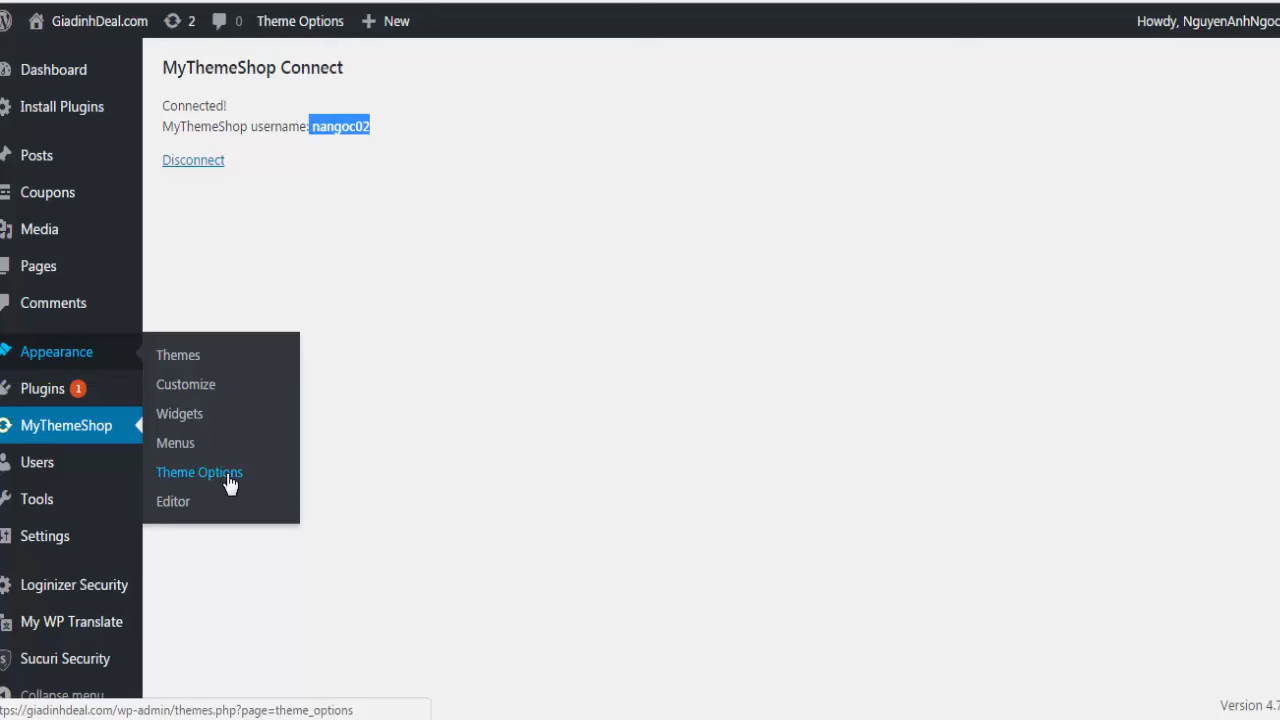 GiadinhDeal.com 2 0 Theme Options New Howdy, NguyenAnhNgoc
Dashboard
Install Plugins
Posts
Coupons
Media
Pages
Comments
Appearance
Plugins 1
MyThemeShop
Users
Tools
Settings
Loginizer Security
My WP Translate
Sucuri Security
Collapse menu
MyThemeShop Connect
Connected!
MyThemeShop username: nangoc02
Disconnect
Themes
Customize
Widgets
Menus
Theme Options
Editor
tps://giadinhdeal.com/wp-admin/themes.php?page=theme_options
Version 4.7